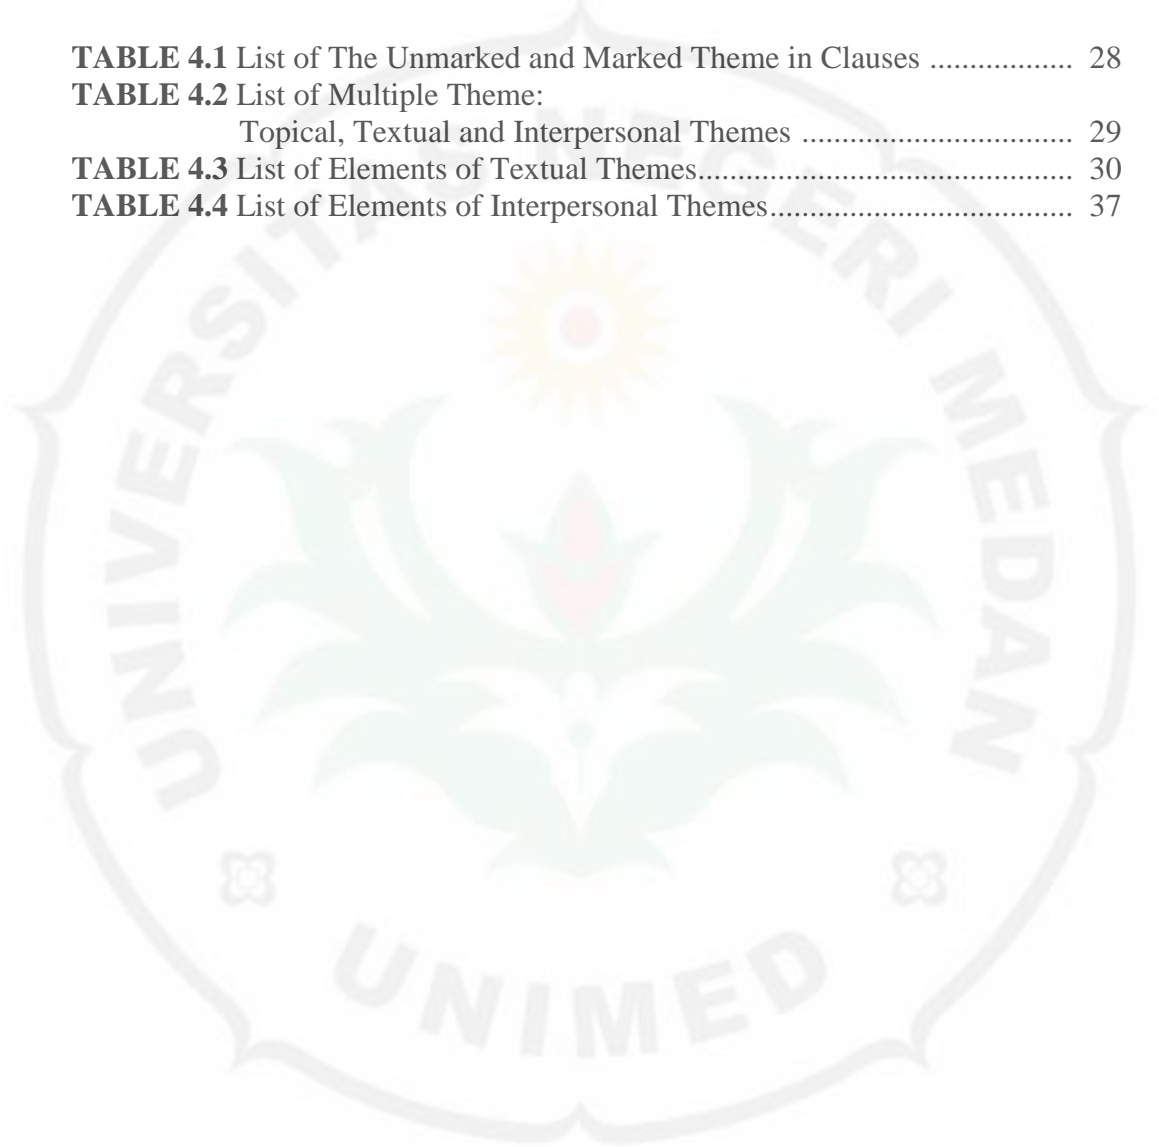 TABLE 4.1 List of The Unmarked and Marked Theme in Clauses .................. 28
TABLE 4.2 List of Multiple Theme:
Topical, Textual and Interpersonal Themes .................................. 29
TABLE 4.3 List of Elements of Textual Themes............................................... 30
TABLE 4.4 List of Elements of Interpersonal Themes...................................... 37
UNIVERSITAS NEGERI MEDAN
UNIMED